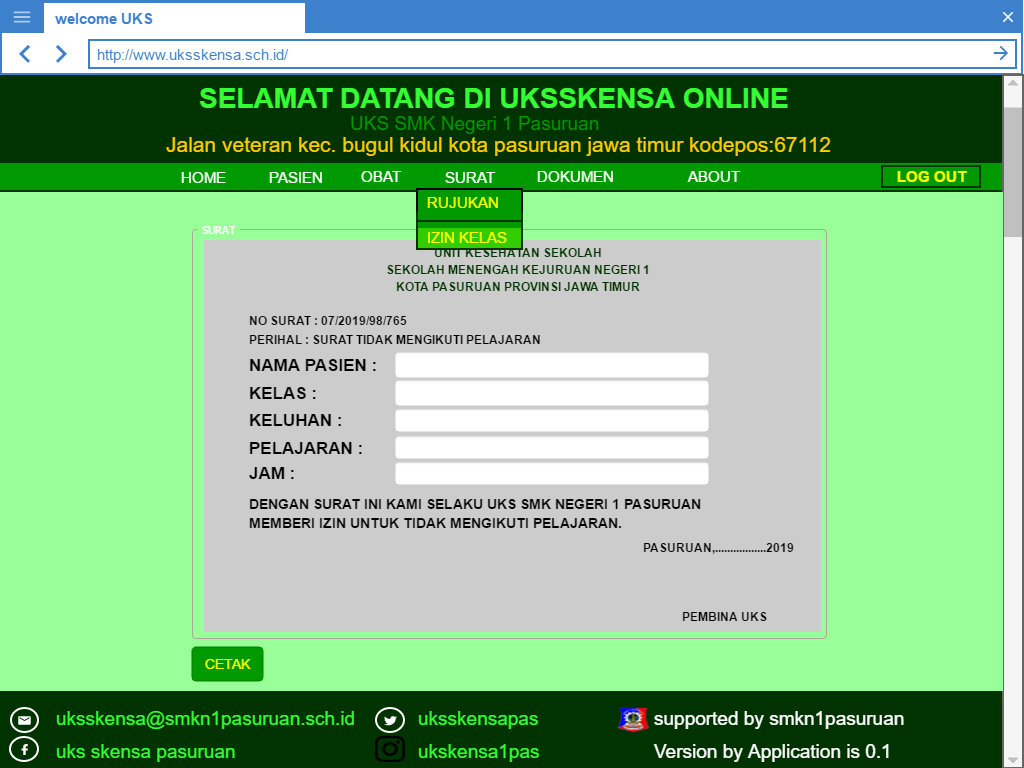 welcome UKS
http://www.uksskensa.sch.id/
SELAMAT DATANG DI UKSSKENSA ONLINE
UKS SMK Negeri 1 Pasuruan
Jalan veteran kec. bugul kidul kota pasuruan jawa timur kodepos:67112
HOME PASIEN OBAT SURAT DOKUMEN ABOUT LOG OUT
RUJUKAN
IZIN KELAS
SURAT
UNIT KESEHATAN SEKOLAH
SEKOLAH MENENGAH KEJURUAN NEGERI 1
KOTA PASURUAN PROVINSI JAWA TIMUR
NO SURAT : 07/2019/98/765
PERIHAL : SURAT TIDAK MENGIKUTI PELAJARAN
NAMA PASIEN :
KELAS :
KELUHAN :
PELAJARAN :
JAM :
DENGAN SURAT INI KAMI SELAKU UKS SMK NEGERI 1 PASURUAN
MEMBERI IZIN UNTUK TIDAK MENGIKUTI PELAJARAN.
PASURUAN,.................2019
PEMBINA UKS
CETAK
uksskensa@smkn1pasuruan.sch.id uksskensapas supported by smkn1pasuruan
uks skensa pasuruan ukskensa1pas Version by Application is 0.1